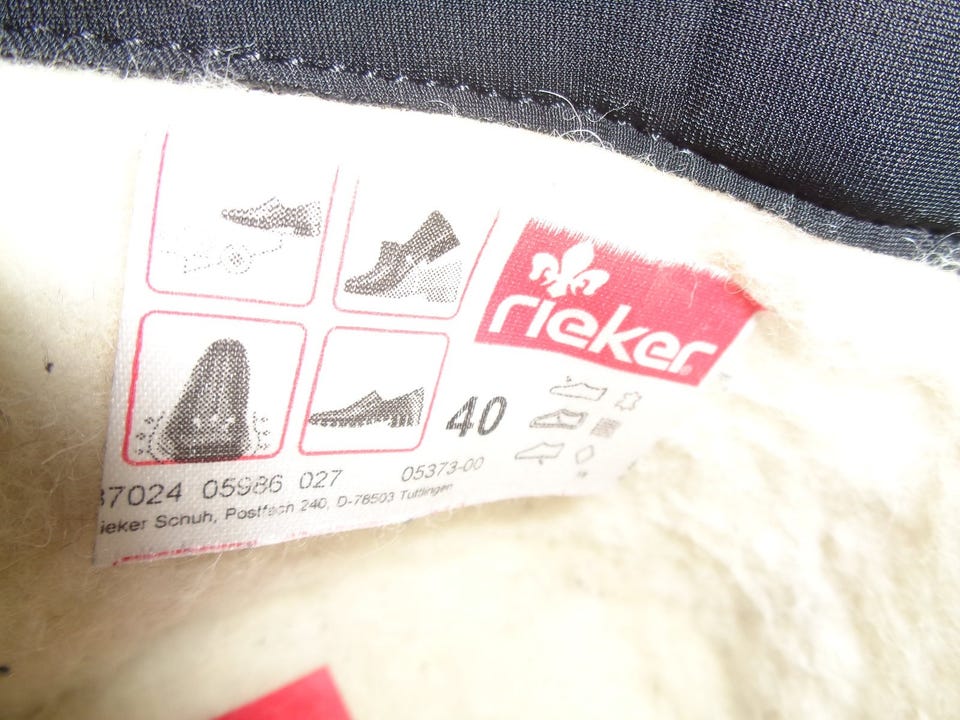 rieker
40
37024 05986 027 05373-00
ieker Schuh, Postfach 240, D-78503 Tuttlingen